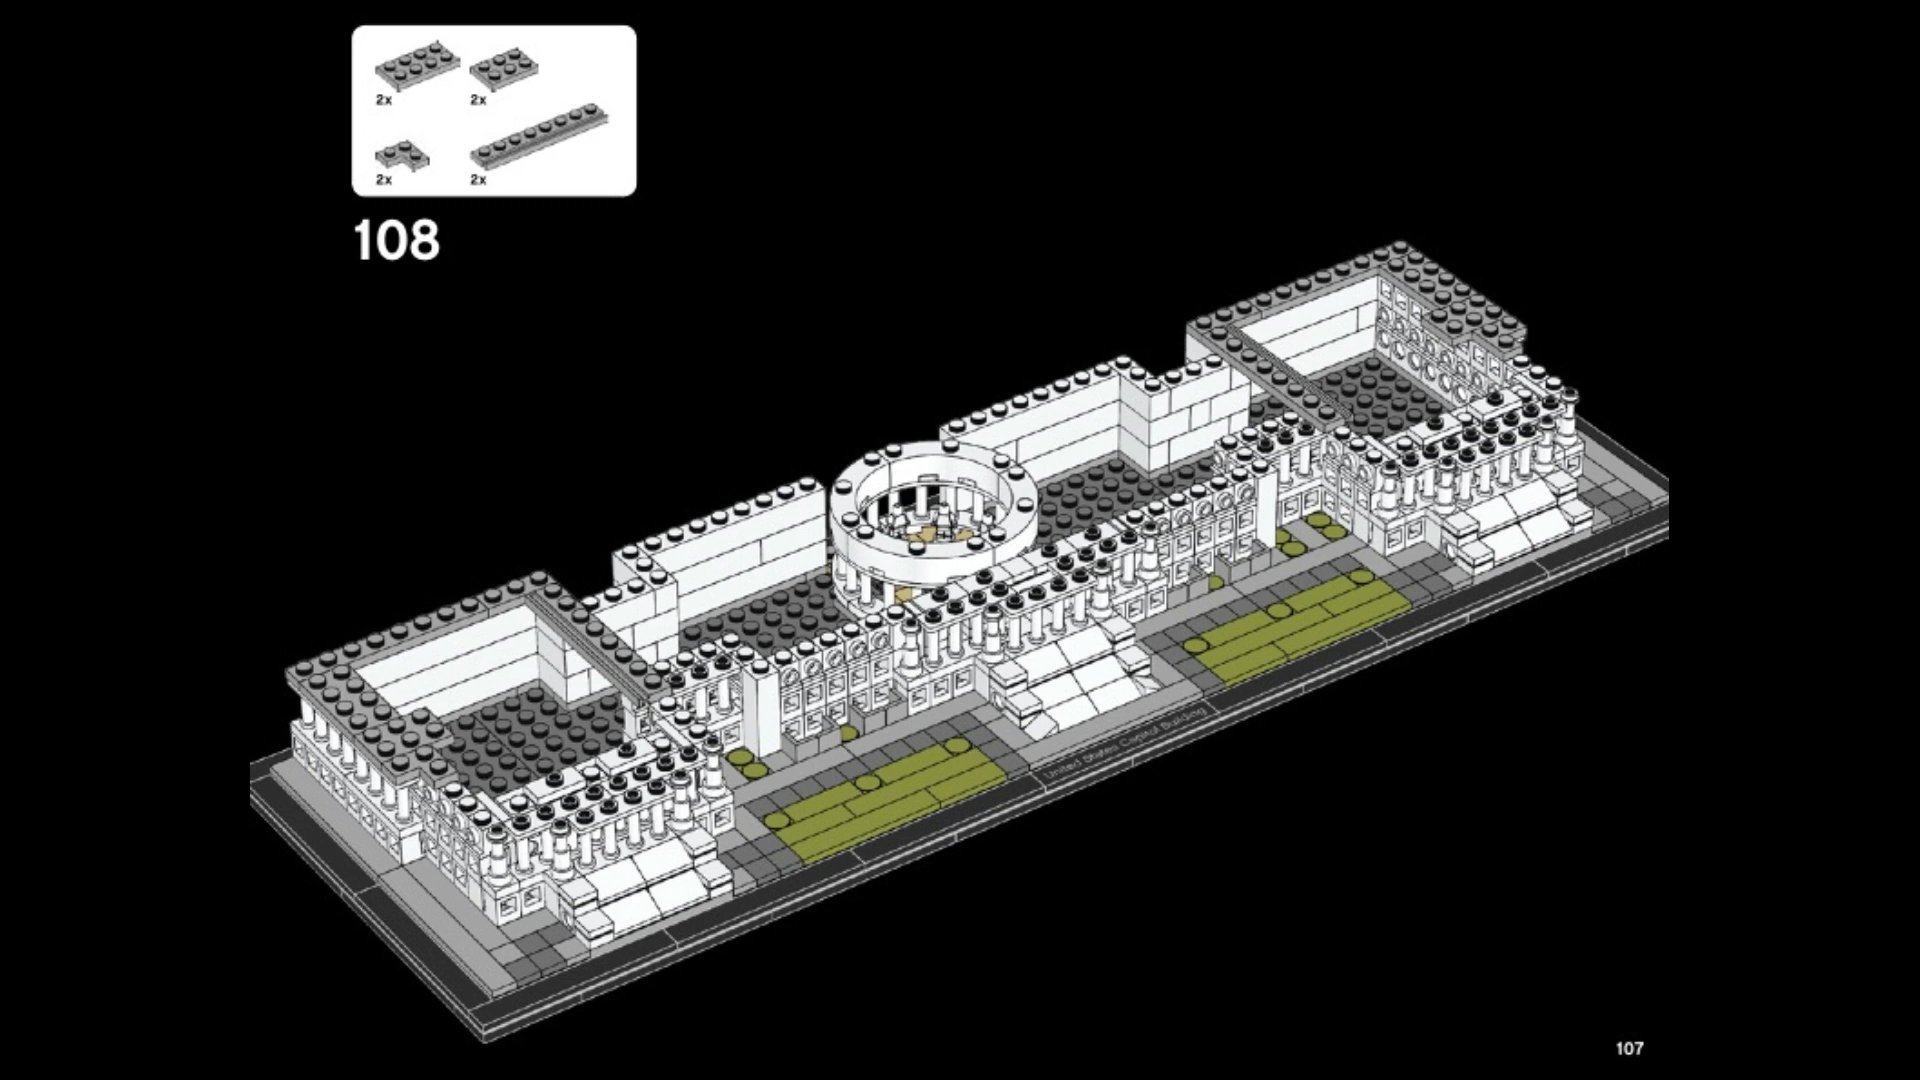 2x 2x
2x 2x
108
United States Capitol Building
107